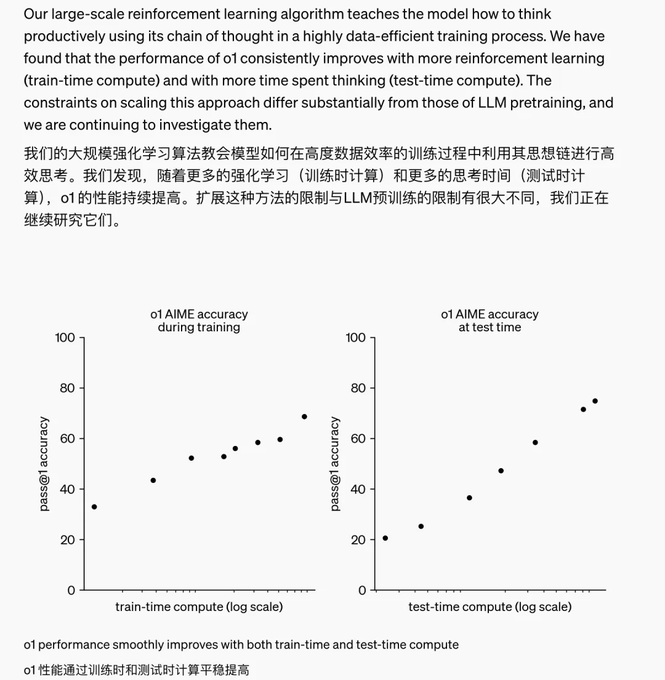 Our large-scale reinforcement learning algorithm teaches the model how to think
productively using its chain of thought in a highly data-efficient training process. We have
found that the performance of o1 consistently improves with more reinforcement learning
(train-time compute) and with more time spent thinking (test-time compute). The
constraints on scaling this approach differ substantially from those of LLM pretraining, and
we are continuing to investigate them.
我们的大规模强化学习算法教会模型如何在高度数据效率的训练过程中利用其思想链进行高
效思考。我们发现，随着更多的强化学习（训练时计算）和更多的思考时间（测试时计
算），o1 的性能持续提高。扩展这种方法的限制与LLM预训练的限制有很大不同，我们正在
继续研究它们。
o1 AIME accuracy
during training
100
80
60
40
20
0
pass@1 accuracy
train-time compute (log scale)
o1 AIME accuracy
at test time
100
80
60
40
20
0
pass@1 accuracy
test-time compute (log scale)
o1 performance smoothly improves with both train-time and test-time compute
o1 性能通过训练时和测试时计算平稳提高